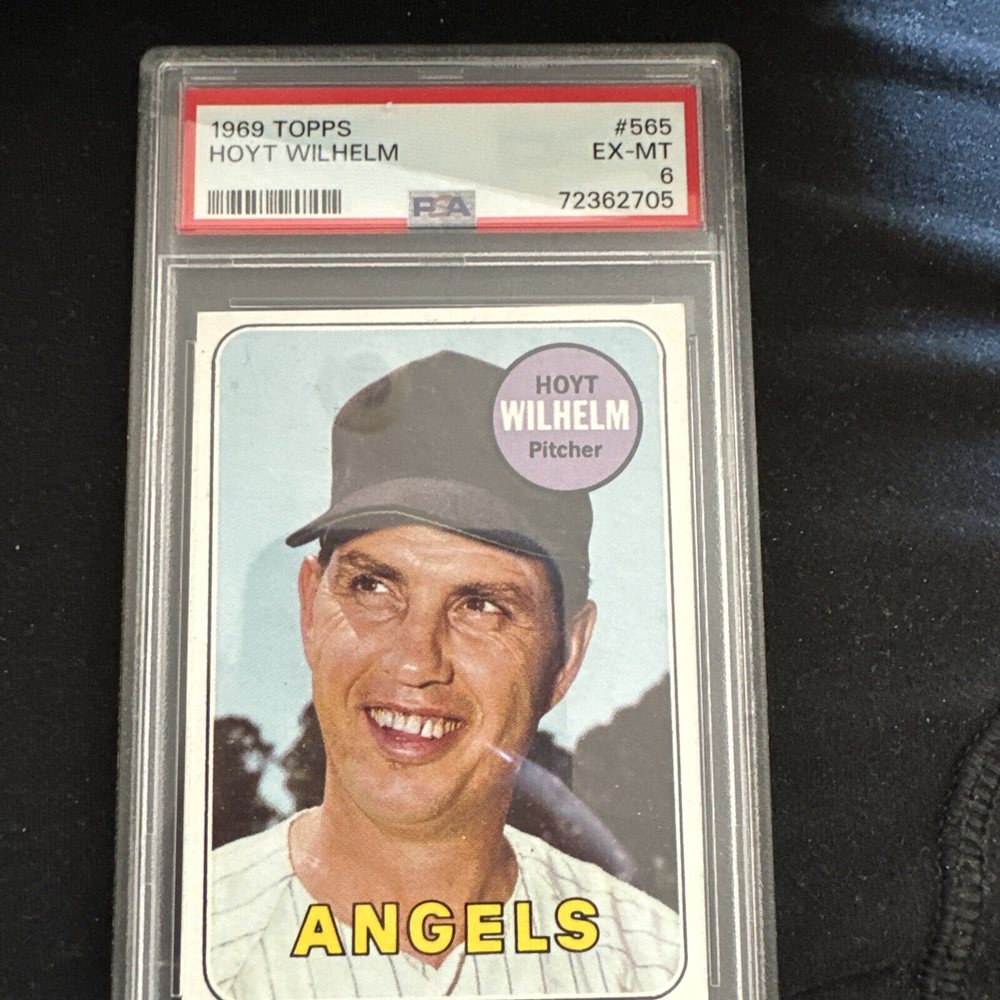 1969 TOPPS #565
HOYT WILHELM EX-MT
6
PSA 72362705
HOYT
WILHELM
Pitcher
ANGELS